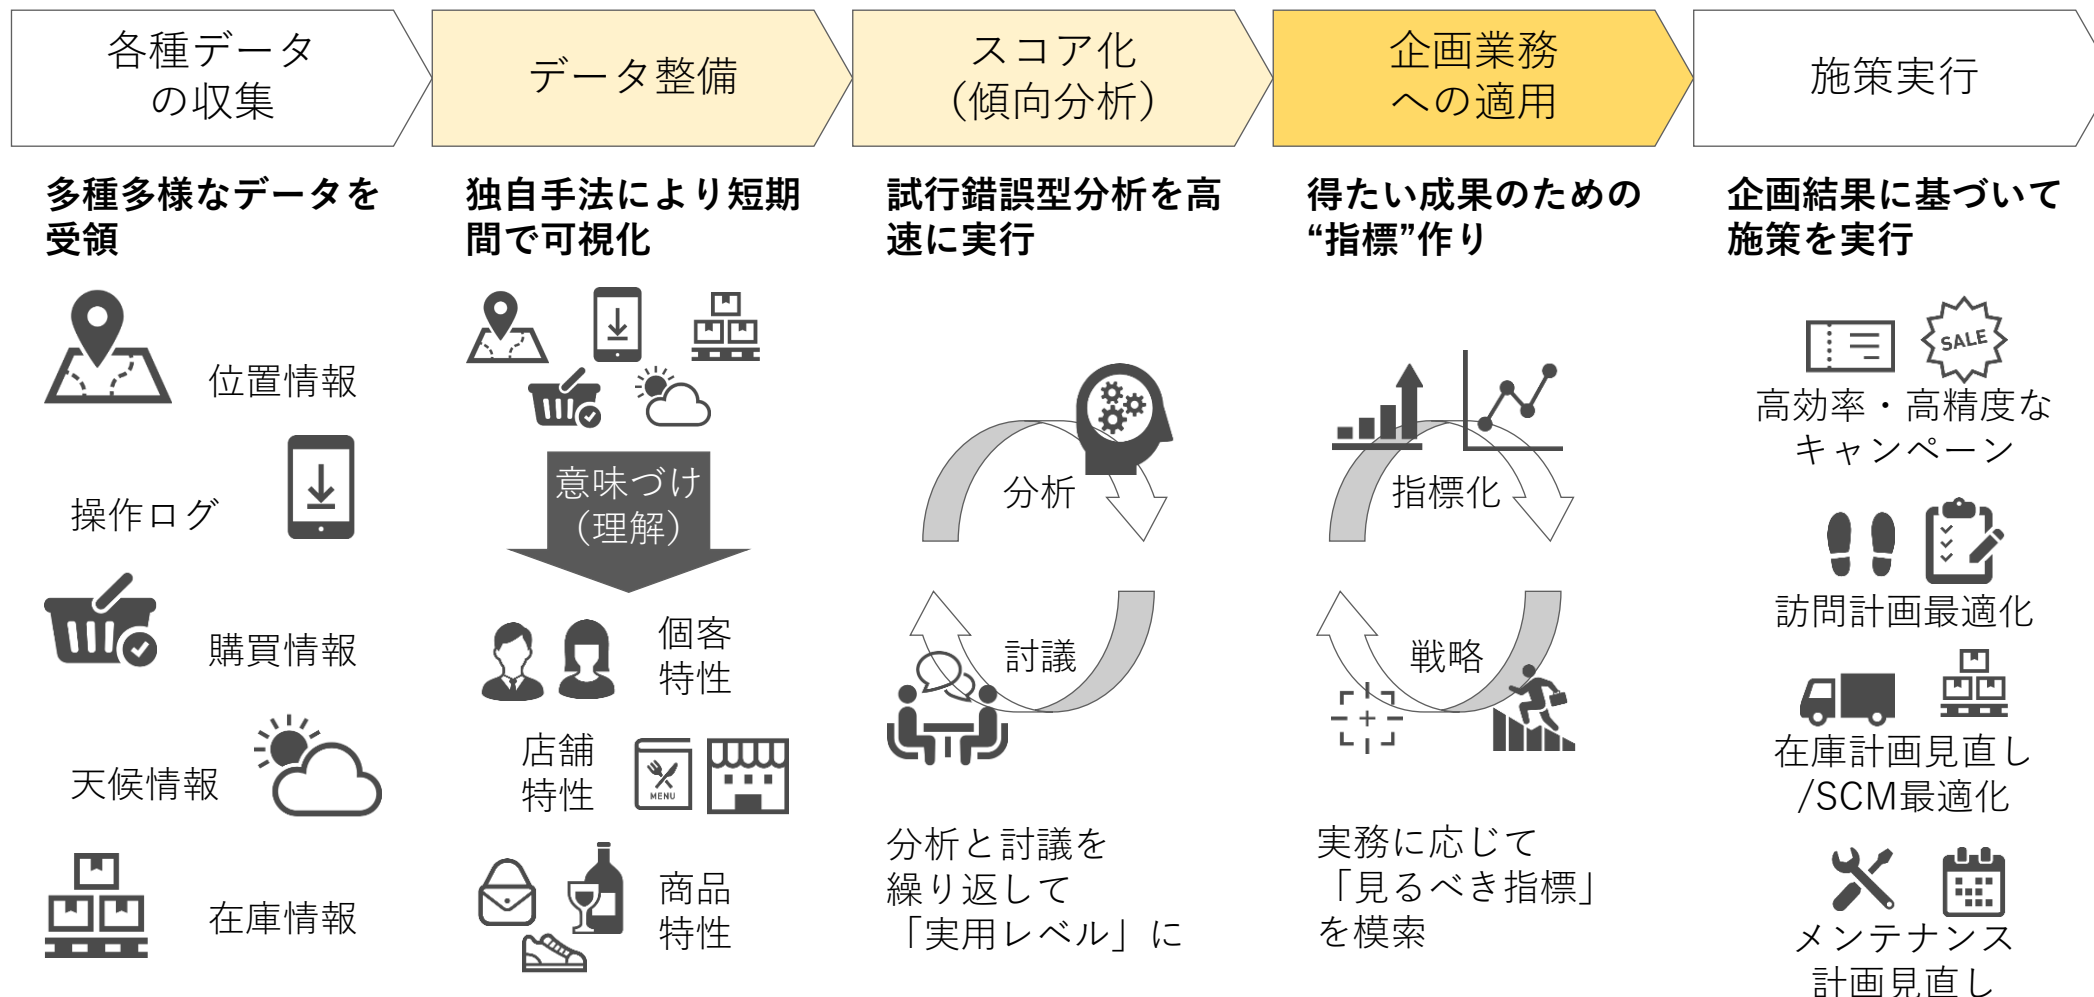 各種データ
の収集
データ整備
スコア化
（傾向分析）
企画業務
への適用
施策実行
多種多様なデータを
受領
独自手法により短期
間で可視化
試行錯誤型分析を高
速に実行
得たい成果のための
“指標”作り
企画結果に基づいて
施策を実行
位置情報
操作ログ
購買情報
天候情報
在庫情報
意味づけ
（理解）
個客
特性
店舗
特性
MENU
商品
特性
分析
討議
分析と討議を
繰り返して
「実用レベル」に
指標化
戦略
実務に応じて
「見るべき指標」
を模索
SALE
高効率・高精度な
キャンペーン
訪問計画最適化
在庫計画見直し
/SCM最適化
メンテナンス
計画見直し